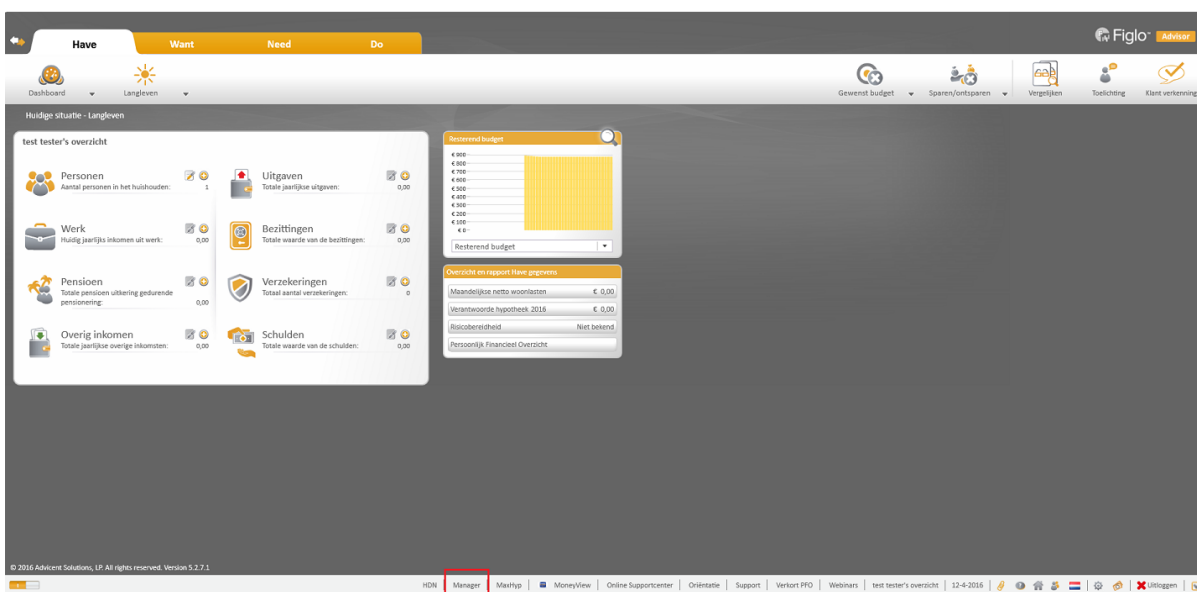 Have
Want
Need
Do
Figlo Advisor
Dashboard
Langleven
Gewenst budget
Sparen/ontsparen
Vergelijken
Toelichting
Klant verkenning
Huidige situatie - Langleven
test tester's overzicht
Personen
Aantal personen in het huishouden: 1
Uitgaven
Totale jaarlijkse uitgaven: 0,00
Werk
Huidig jaarlijks inkomen uit werk: 0,00
Bezittingen
Totale waarde van de bezittingen: 0,00
Pensioen
Totale pensioen uitkering gedurende
pensionering: 0,00
Verzekeringen
Totaal aantal verzekeringen: 0
Overig inkomen
Totale jaarlijkse overige inkomsten: 0,00
Schulden
Totale waarde van de schulden: 0,00
Resterend budget
€ 900
€ 800
€ 700
€ 600
€ 500
€ 400
€ 300
€ 200
€ 100
€ 0
Resterend budget
Overzicht en rapport Have gegevens
Maandelijkse netto woonlasten € 0,00
Verantwoorde hypotheek 2016 € 0,00
Risicobereidheid Niet bekend
Persoonlijk Financieel Overzicht
© 2016 Advicent Solutions, LP. All rights reserved. Version 5.2.7.1
HDN | Manager | MaxHyp | MoneyView | Online Supportcenter | Oriëntatie | Support | Verkort PFO | Webinars | test tester's overzicht | 12-4-2016 | Uitloggen